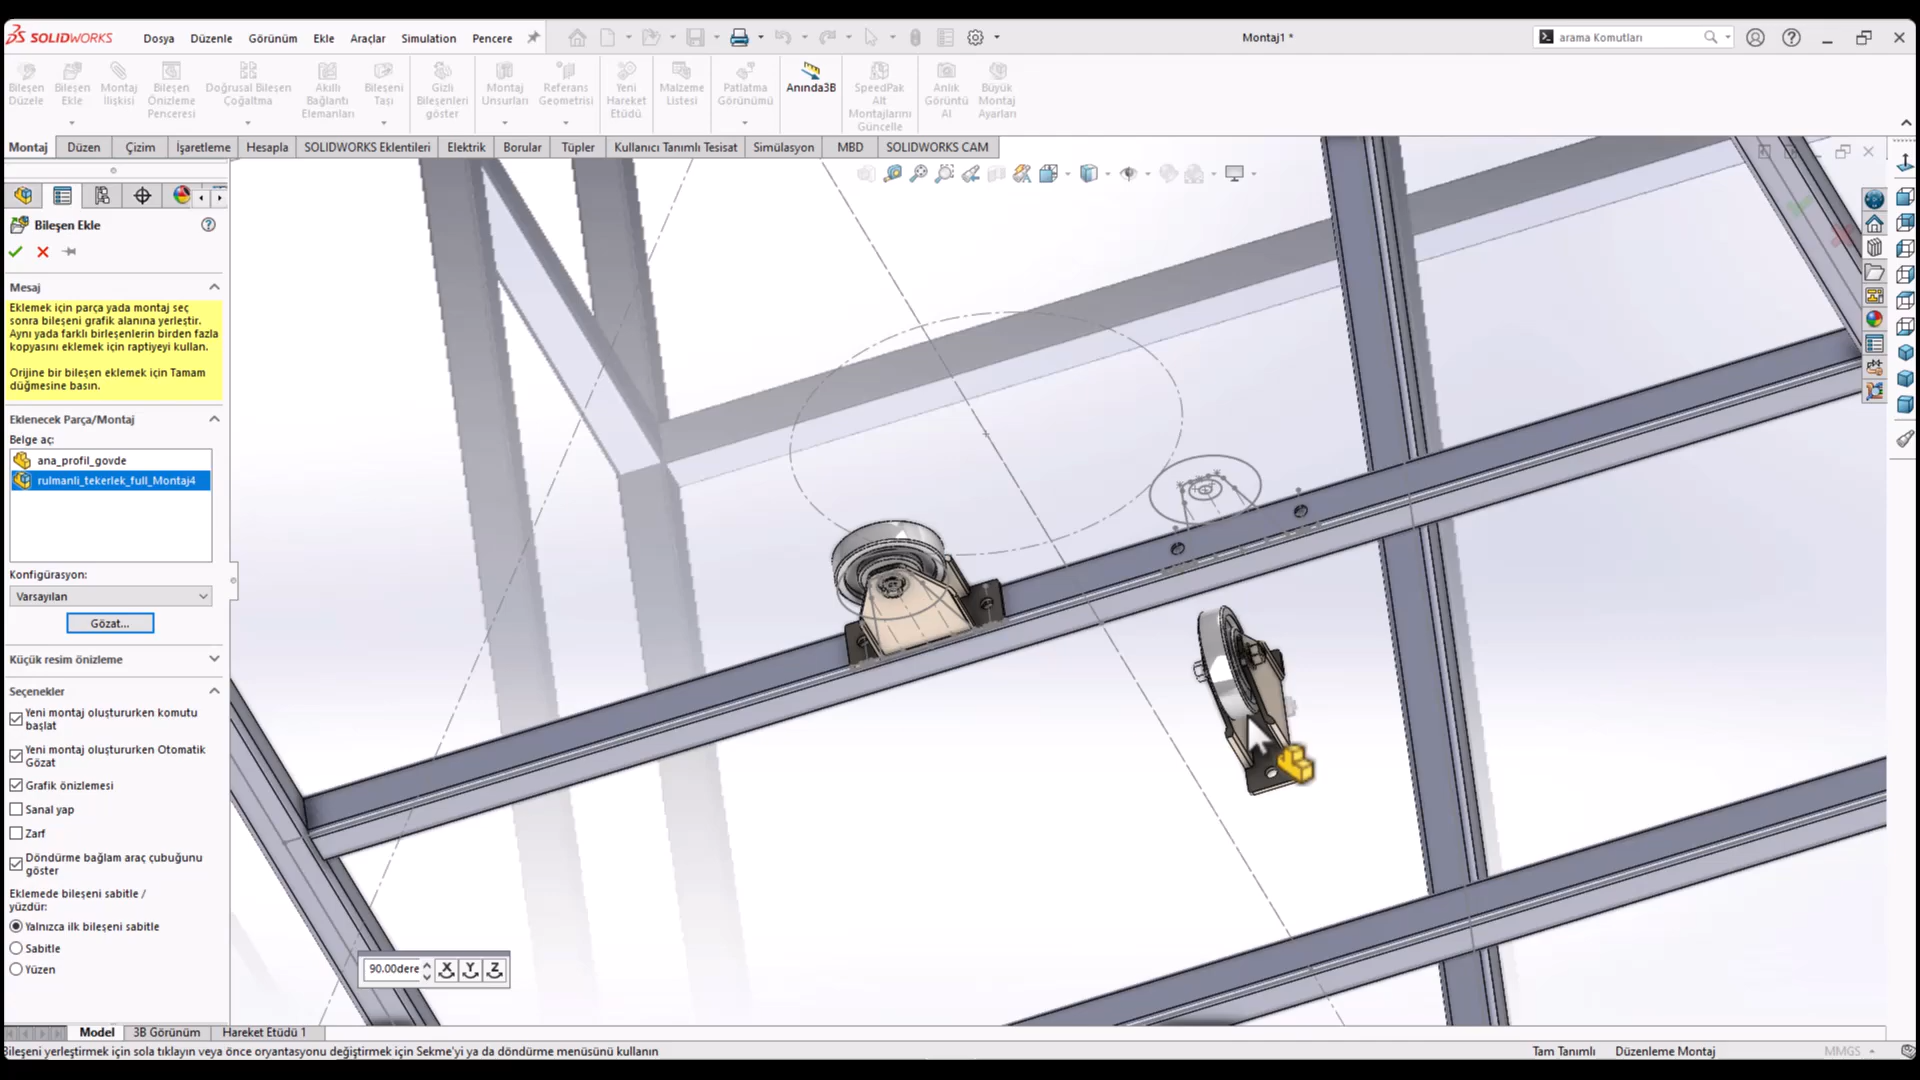 SOLIDWORKS
Dosya Düzenle Görünüm Ekle Araçlar Simulation Pencere
Montaj1 *
arama Komutları
Bileşen Düzele
Bileşen Ekle
Montaj İlişkisi
Bileşen Önizleme Penceresi
Doğrusal Bileşen Çoğaltma
Akıllı Bağlantı Elemanları
Bileşeni Taşı
Gizli Bileşenleri göster
Montaj Unsurları
Referans Geometrisi
Yeni Hareket Etüdü
Malzeme Listesi
Patlatma Görünümü
Anında3B
SpeedPak Alt Montajlarını Güncelle
Anlık Görüntü Al
Büyük Montaj Ayarları
Montaj Düzen Çizim İşaretleme Hesapla SOLIDWORKS Eklentileri Elektrik Borular Tüpler Kullanıcı Tanımlı Tesisat Simülasyon MBD SOLIDWORKS CAM
Bileşen Ekle
Mesaj
Eklemek için parça yada montaj seç
sonra bileşeni grafik alanına yerleştir.
Aynı yada farklı birleşenlerin birden fazla
kopyasını eklemek için raptiyeyi kullan.
Orijine bir bileşen eklemek için Tamam
düğmesine basın.
Eklenecek Parça/Montaj
Belge aç:
ana_profil_govde
rulmanli_tekerlek_full_Montaj4
Konfigürasyon:
Varsayılan
Gözat...
Küçük resim önizleme
Seçenekler
Yeni montaj oluştururken komutu
başlat
Yeni montaj oluştururken Otomatik
Gözat
Grafik önizlemesi
Sanal yap
Zarf
Döndürme bağlam araç çubuğunu
göster
Eklemede bileşeni sabitle /
yüzdür:
Yalnızca ilk bileşeni sabitle
Sabitle
Yüzen
90.00dere X Y Z
Model 3B Görünüm Hareket Etüdü 1
Bileşeni yerleştirmek için sola tıklayın veya önce oryantasyonu değiştirmek için Sekme'yi ya da döndürme menüsünü kullanın
Tam Tanımlı Düzenleme Montaj MMGS